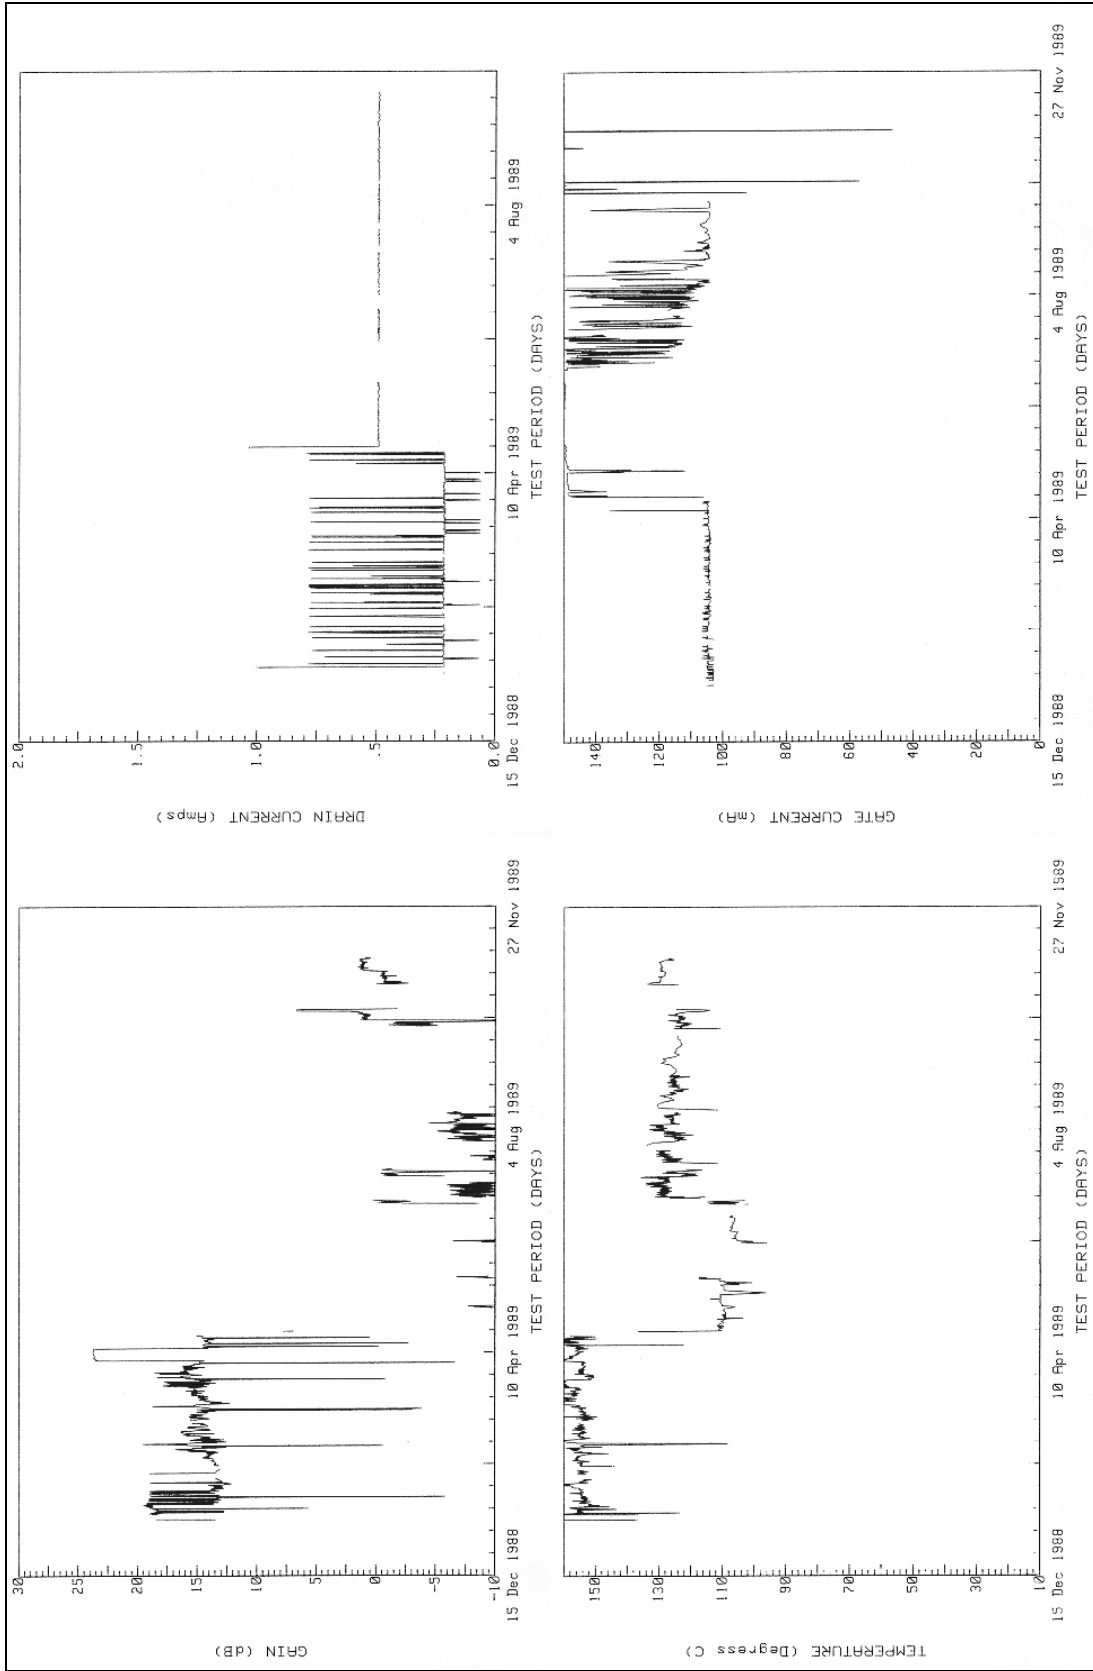 GAIN (dB)
30
25
20
15
10
5
0
-5
-10
15 Dec 1988 10 Apr 1989 4 Aug 1989 27 Nov 1989
TEST PERIOD (DAYS)
DRAIN CURRENT (Amps)
2.0
1.5
1.0
.5
0.0
15 Dec 1988 10 Apr 1989 4 Aug 1989
TEST PERIOD (DAYS)
TEMPERATURE (Degress C)
150
130
110
90
70
50
30
10
15 Dec 1988 10 Apr 1989 4 Aug 1989 27 Nov 1989
TEST PERIOD (DAYS)
GATE CURRENT (mA)
140
120
100
80
60
40
20
0
15 Dec 1988 10 Apr 1989 4 Aug 1989 27 Nov 1989
TEST PERIOD (DAYS)